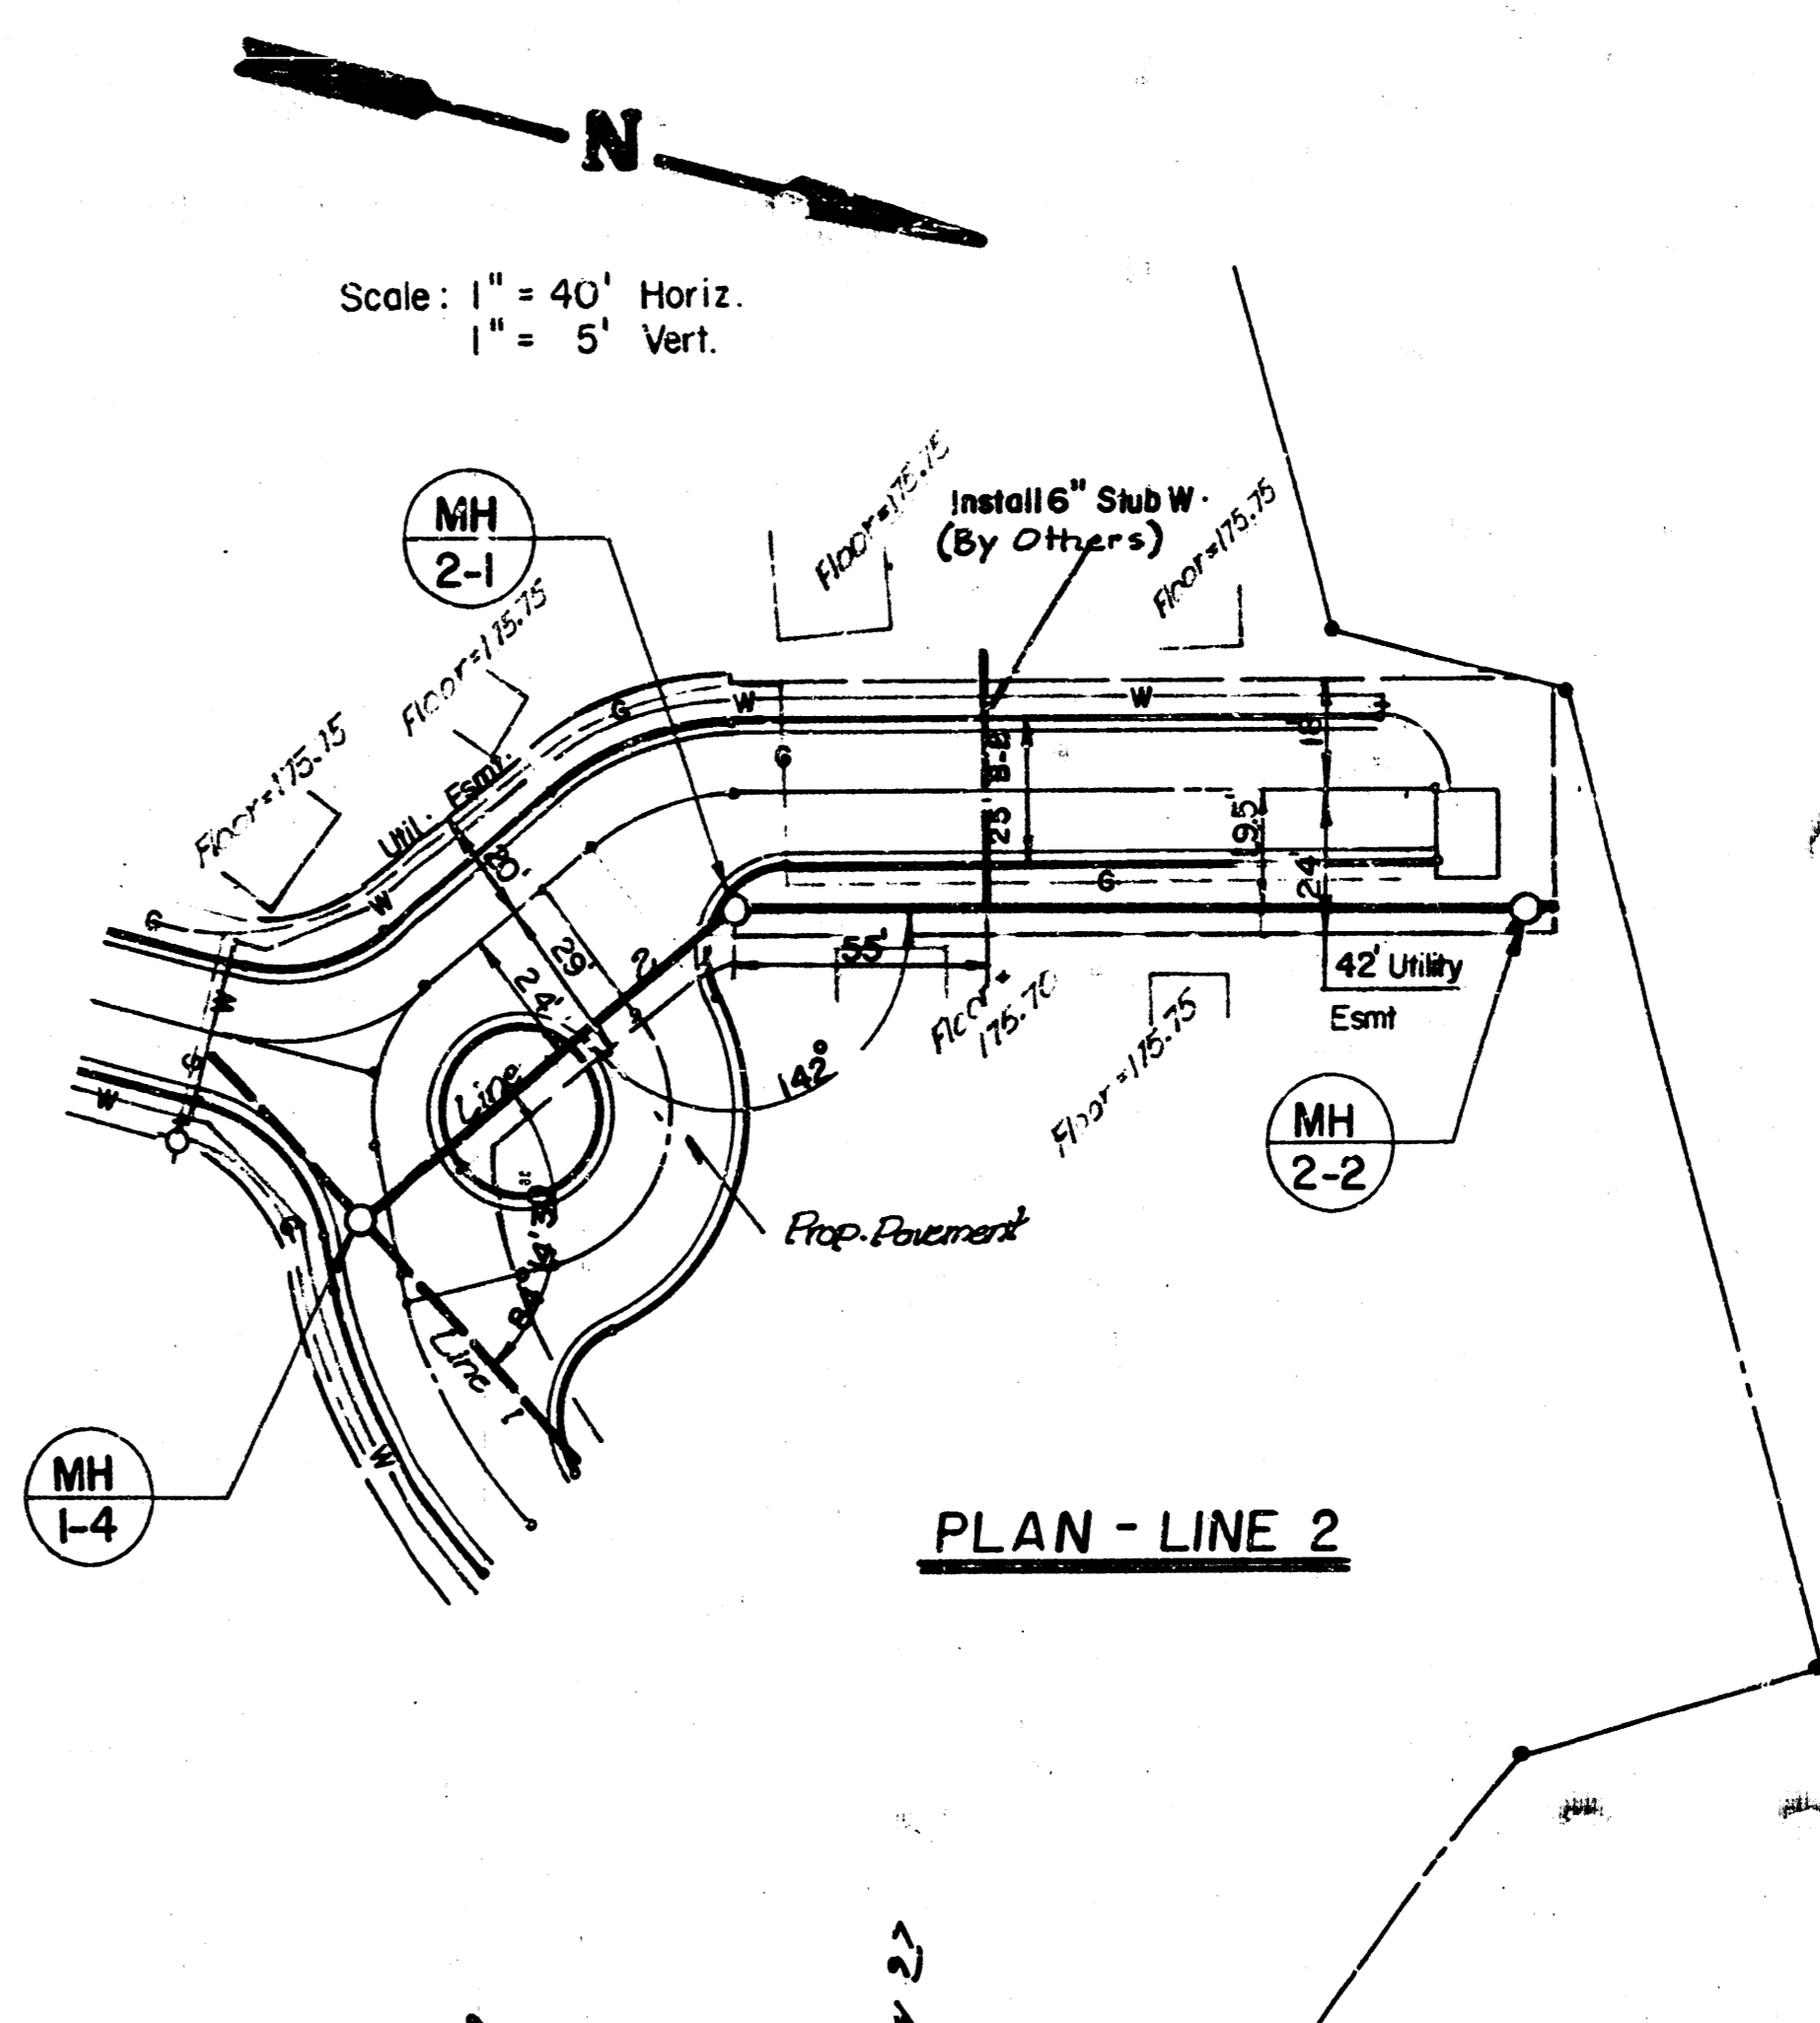 N
Scale: 1" = 40' Horiz.
1" = 5' Vert.
MH
2-1
Floor=175.75
Install 6" Stub W.
(By Others)
Floor=175.75
Floor=175.75
Floor=175.75
Util. Esmt.
G
W
W
G
18'
20'
25' B-B
19.5'
24'
G
W
G
29'
24'
2
55'
42' Utility
Esmt
Floor
175.70
Floor=175.75
142°
W
W
Line
MH
2-2
Prop. Pavement
Line 1
W
MH
1-4
PLAN - LINE 2